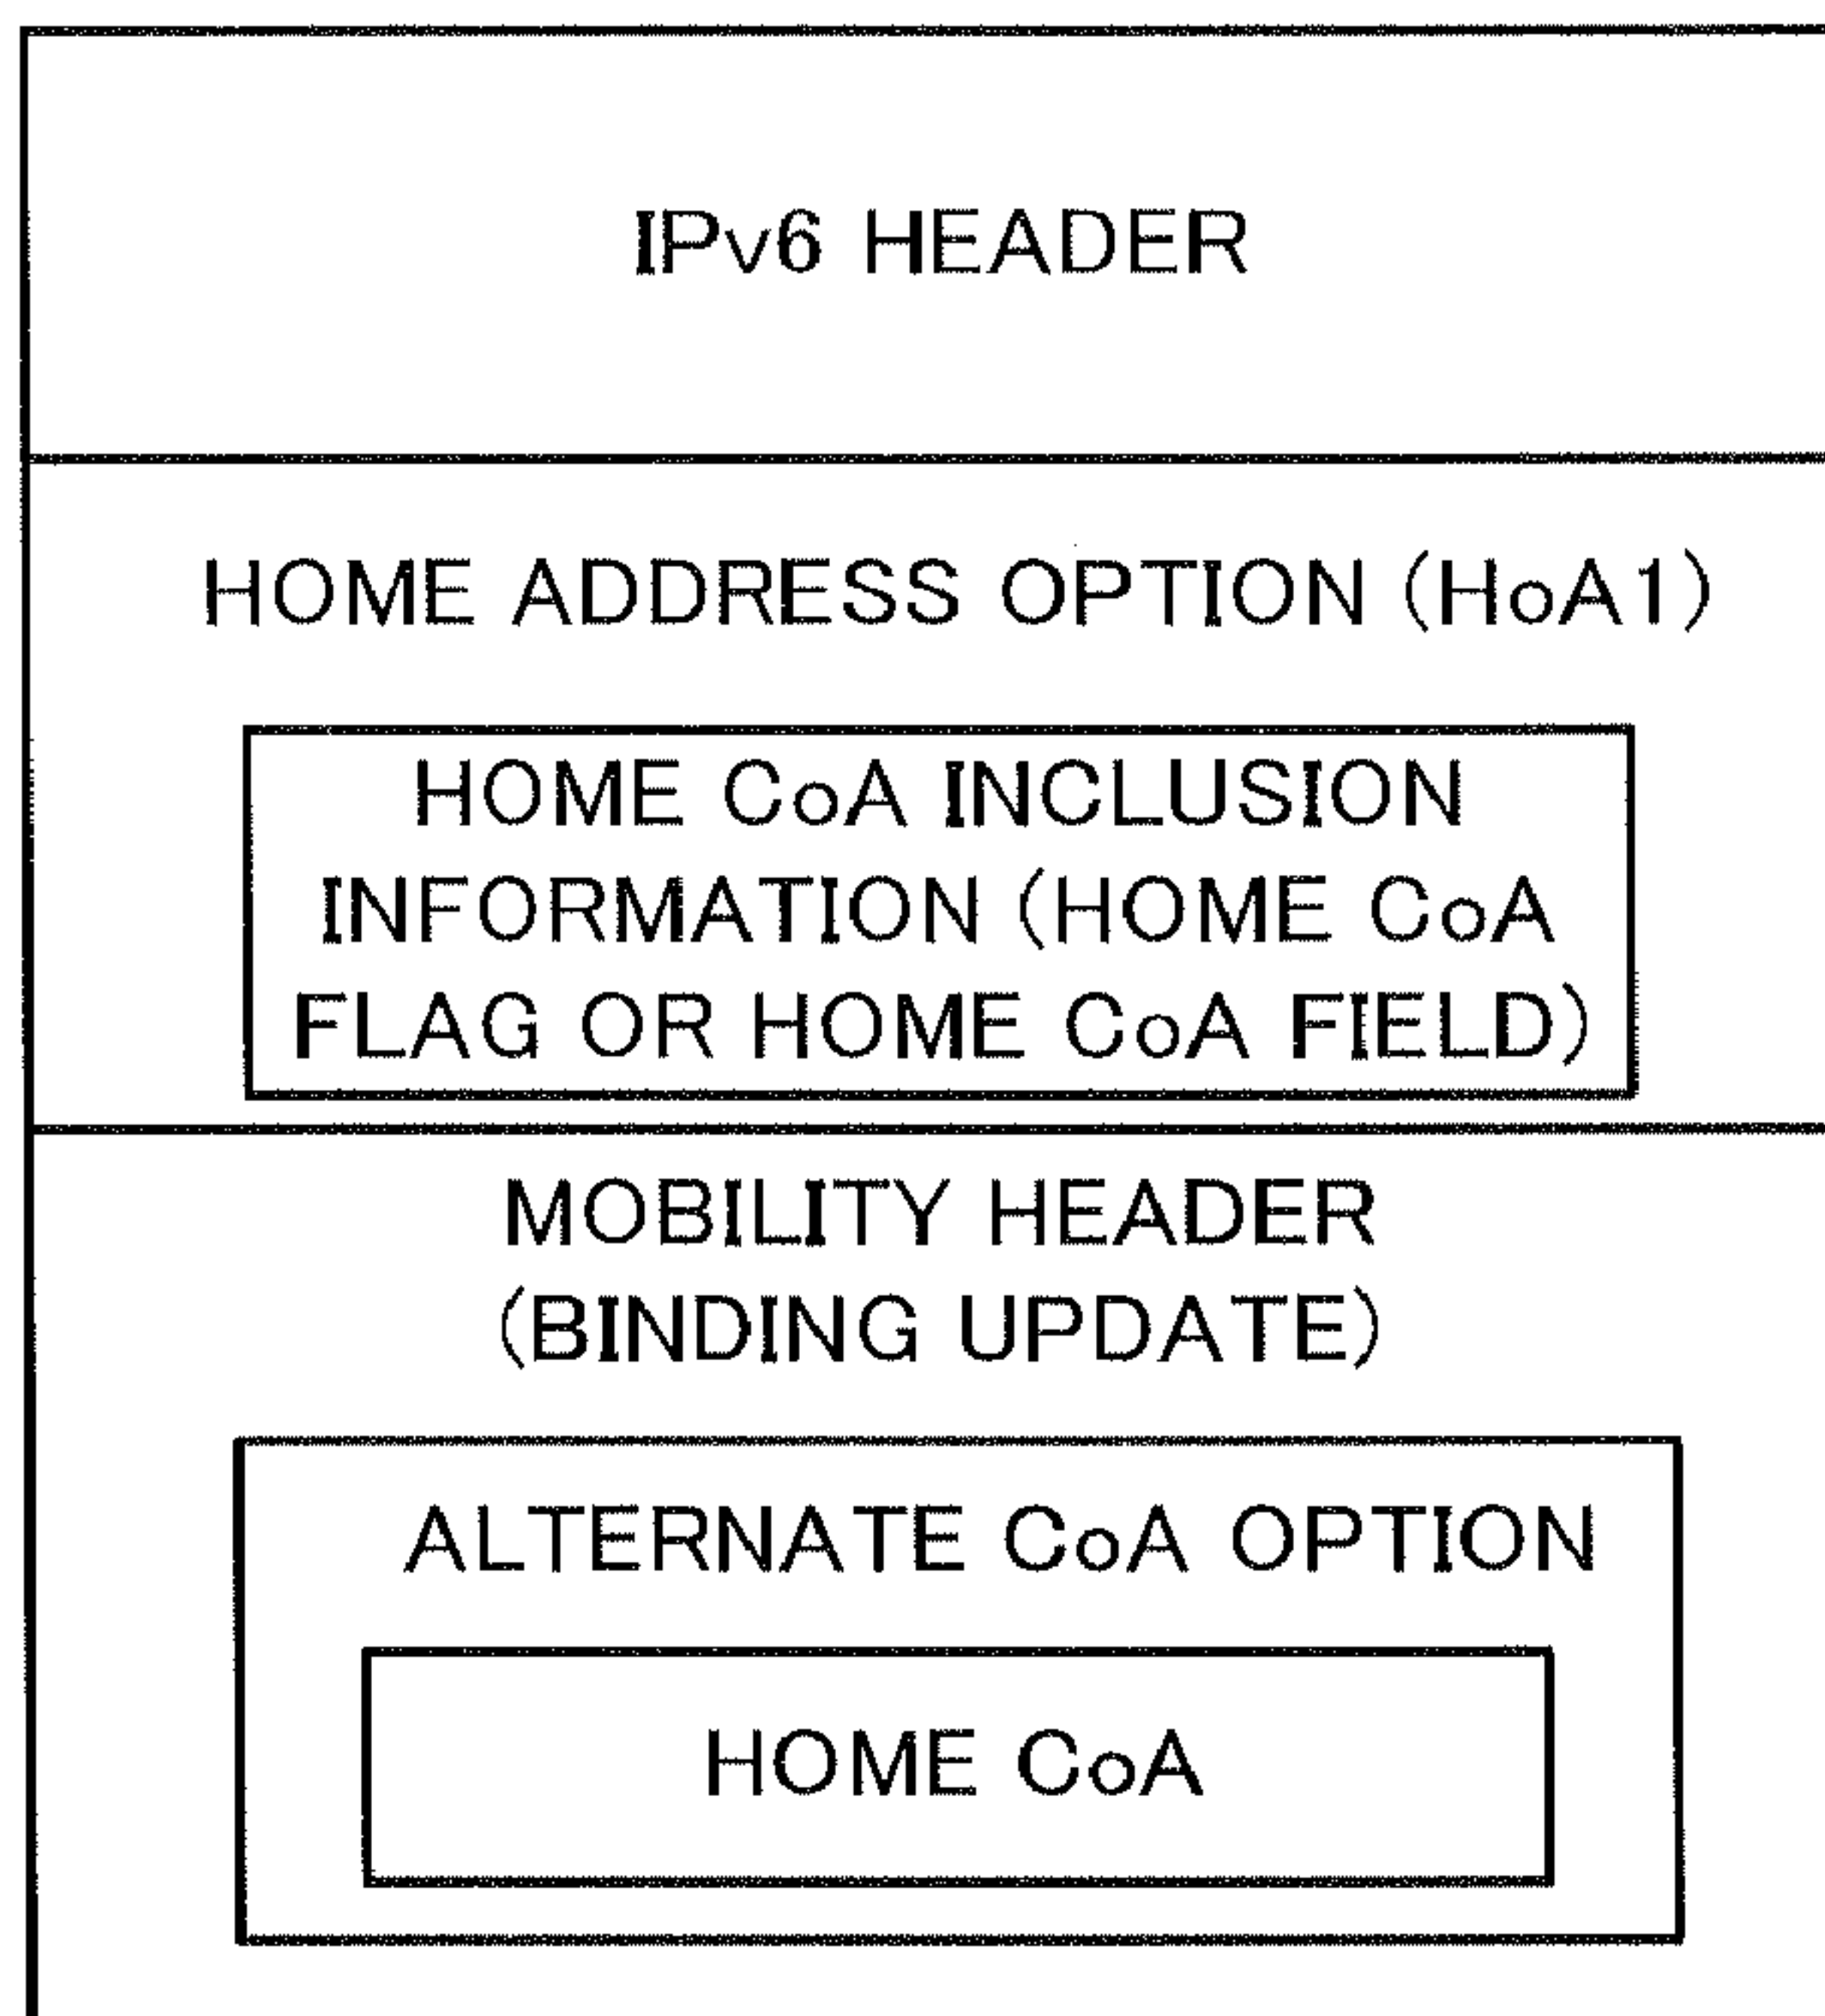 IPv6 HEADER
HOME ADDRESS OPTION (HoA1)
HOME CoA INCLUSION
INFORMATION (HOME CoA
FLAG OR HOME CoA FIELD)
MOBILITY HEADER
(BINDING UPDATE)
ALTERNATE CoA OPTION
HOME CoA